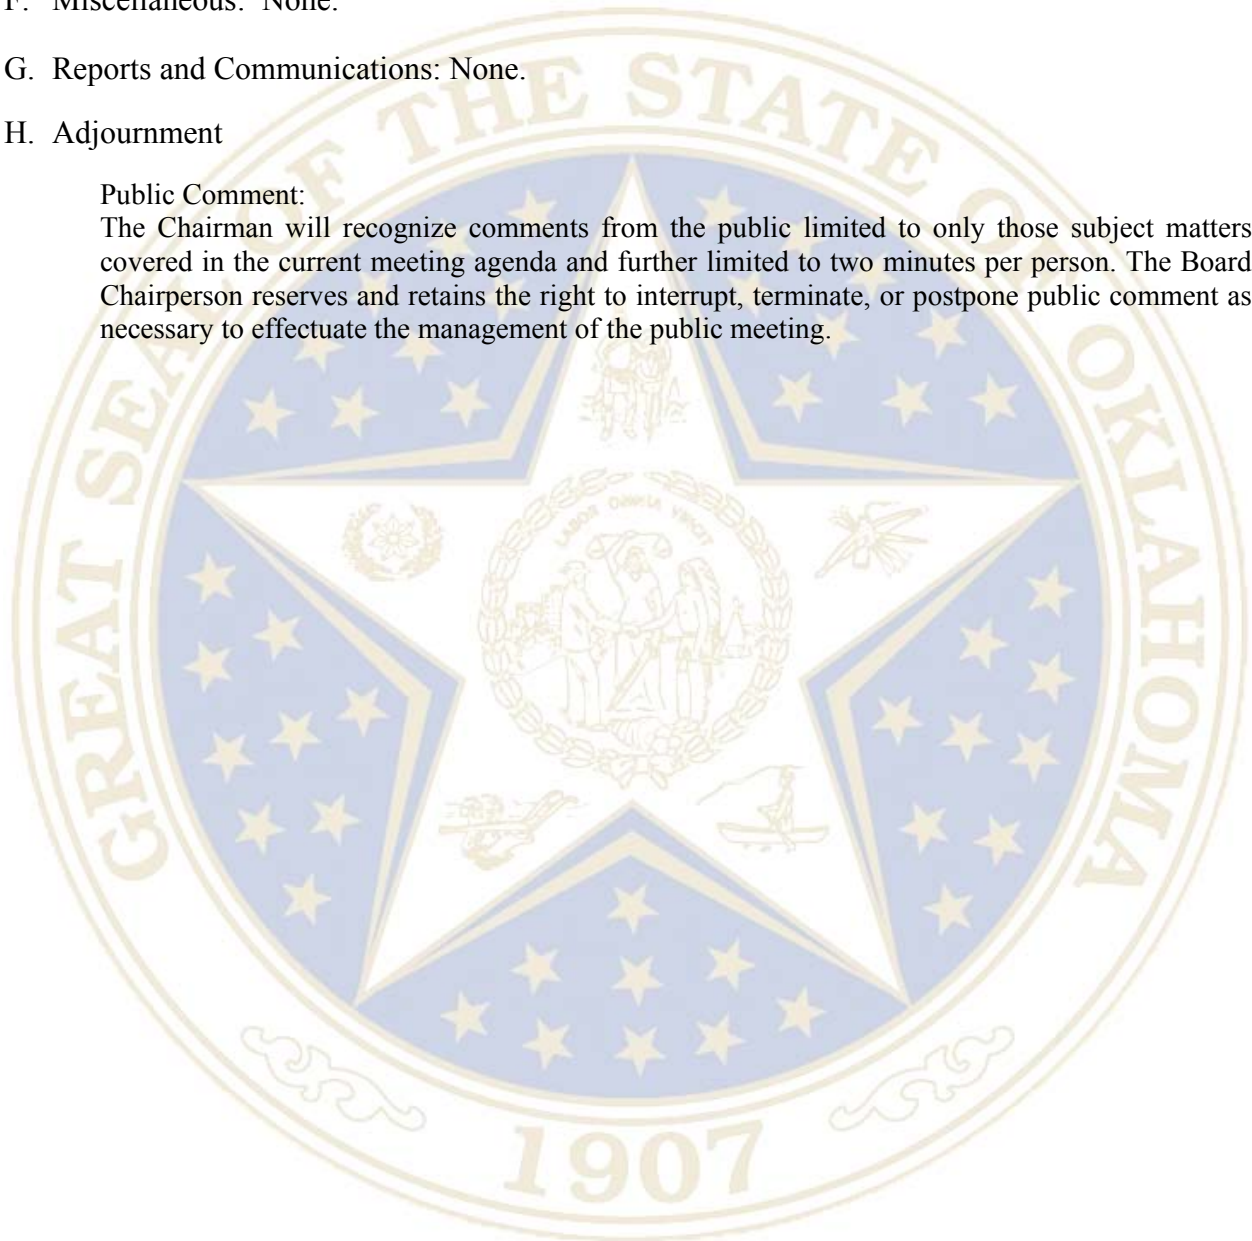 F. Miscellaneous: None.
G. Reports and Communications: None.
H. Adjournment
Public Comment:
The Chairman will recognize comments from the public limited to only those subject matters
covered in the current meeting agenda and further limited to two minutes per person. The Board
Chairperson reserves and retains the right to interrupt, terminate, or postpone public comment as
necessary to effectuate the management of the public meeting.
GREAT SEAL OF THE STATE OF OKLAHOMA
LABOR OMNIA VINCIT
1907